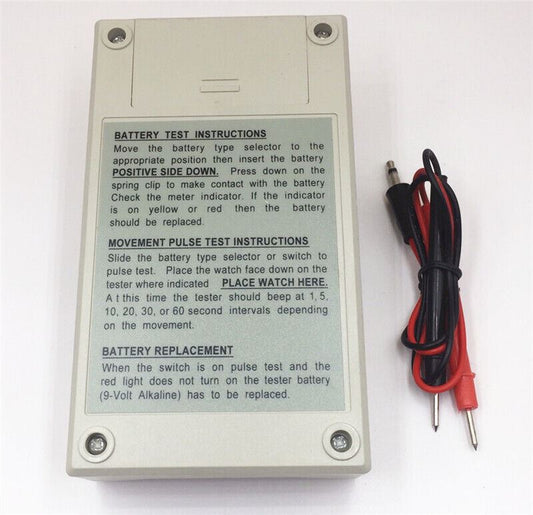 BATTERY TEST INSTRUCTIONS
Move the battery type selector to the
appropriate position then insert the battery
POSITIVE SIDE DOWN. Press down on the
spring clip to make contact with the battery
Check the meter indicator. If the indicator
is on yellow or red then the battery
should be replaced.
MOVEMENT PULSE TEST INSTRUCTIONS
Slide the battery type selector or switch to
pulse test. Place the watch face down on the
tester where indicated PLACE WATCH HERE.
A t this time the tester should beep at 1, 5,
10, 20, 30, or 60 second intervals depending
on the movement.
BATTERY REPLACEMENT
When the switch is on pulse test and the
red light does not turn on the tester battery
(9-Volt Alkaline) has to be replaced.